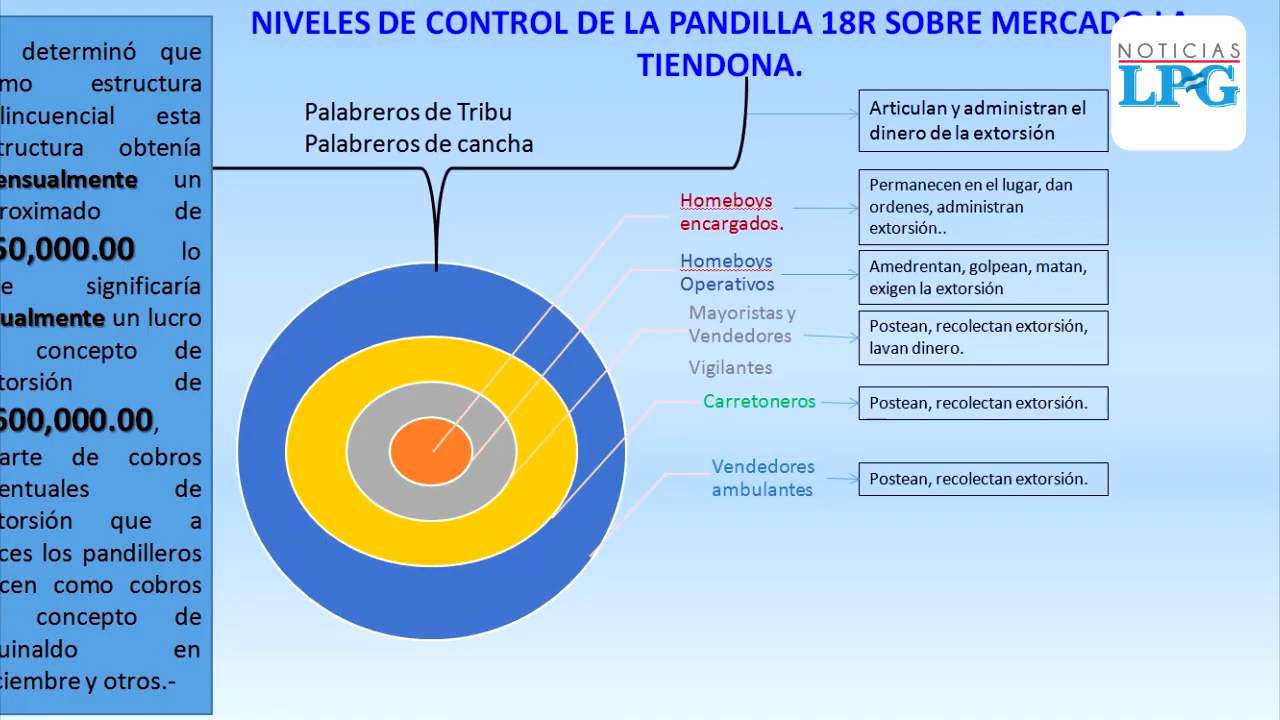 NIVELES DE CONTROL DE LA PANDILLA 18R SOBRE MERCADO LA
TIENDONA.
NOTICIAS
LPG
determinó que
mo estructura
lincuencial esta
tructura obtenía
ensualmente un
roximado de
50,000.00 lo
e significaría
ualmente un lucro
concepto de
torsión de
600,000.00,
arte de cobros
entuales de
torsión que a
ces los pandilleros
cen como cobros
concepto de
uinaldo en
ciembre y otros.-
Palabreros de Tribu
Palabreros de cancha
Articulan y administran el
dinero de la extorsión
Homeboys
encargados.
Permanecen en el lugar, dan
ordenes, administran
extorsión..
Homeboys
Operativos
Amedrentan, golpean, matan,
exigen la extorsión
Mayoristas y
Vendedores
Vigilantes
Postean, recolectan extorsión,
lavan dinero.
Carretoneros
Postean, recolectan extorsión.
Vendedores
ambulantes
Postean, recolectan extorsión.